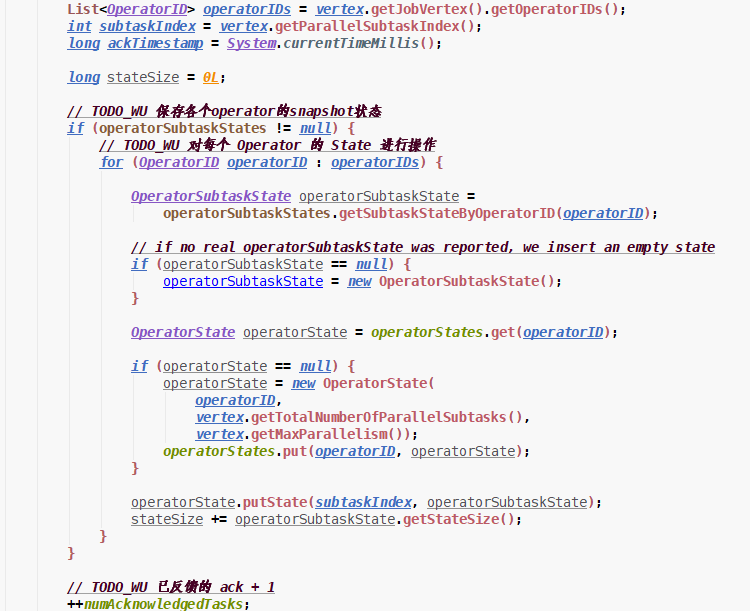 List<OperatorID> operatorIDs = vertex.getJobVertex().getOperatorIDs();
int subtaskIndex = vertex.getParallelSubtaskIndex();
long ackTimestamp = System.currentTimeMillis();
long stateSize = 0L;
// TODO_WU 保存各个operator的snapshot状态
if (operatorSubtaskStates != null) {
// TODO_WU 对每个 Operator 的 State 进行操作
for (OperatorID operatorID : operatorIDs) {
OperatorSubtaskState operatorSubtaskState =
operatorSubtaskStates.getSubtaskStateByOperatorID(operatorID);
// if no real operatorSubtaskState was reported, we insert an empty state
if (operatorSubtaskState == null) {
operatorSubtaskState = new OperatorSubtaskState();
}
OperatorState operatorState = operatorStates.get(operatorID);
if (operatorState == null) {
operatorState = new OperatorState(
operatorID,
vertex.getTotalNumberOfParallelSubtasks(),
vertex.getMaxParallelism());
operatorStates.put(operatorID, operatorState);
}
operatorState.putState(subtaskIndex, operatorSubtaskState);
stateSize += operatorSubtaskState.getStateSize();
}
}
// TODO_WU 已反馈的 ack + 1
++numAcknowledgedTasks;